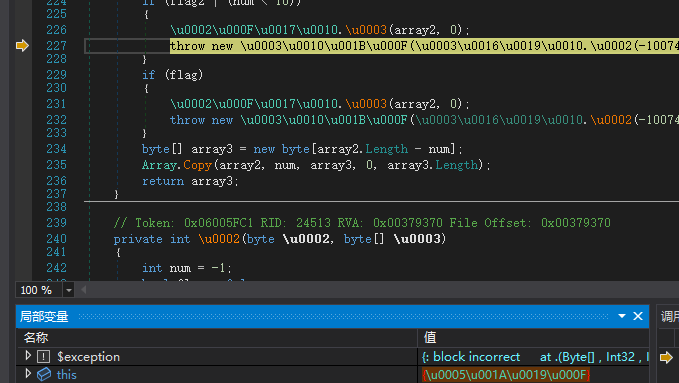 224 if (flag2 | (num < 10))
225 {
226 \u0002\u000F\u0017\u0010.\u0003(array2, 0);
227 throw new \u0003\u0010\u001B\u000F(\u0003\u0016\u0019\u0010.\u0002(-10074
228 }
229 if (flag)
230 {
231 \u0002\u000F\u0017\u0010.\u0003(array2, 0);
232 throw new \u0003\u0010\u001B\u000F(\u0003\u0016\u0019\u0010.\u0002(-10074
233 }
234 byte[] array3 = new byte[array2.Length - num];
235 Array.Copy(array2, num, array3, 0, array3.Length);
236 return array3;
237 }
238
239 // Token: 0x06005FC1 RID: 24513 RVA: 0x00379370 File Offset: 0x00379370
240 private int \u0002(byte \u0002, byte[] \u0003)
241 {
242 int num = -1;
100 %
局部变量
名称 值
$exception {: block incorrect at .(Byte[] , Int32 , I
this \u0005\u001A\u0019\u000F